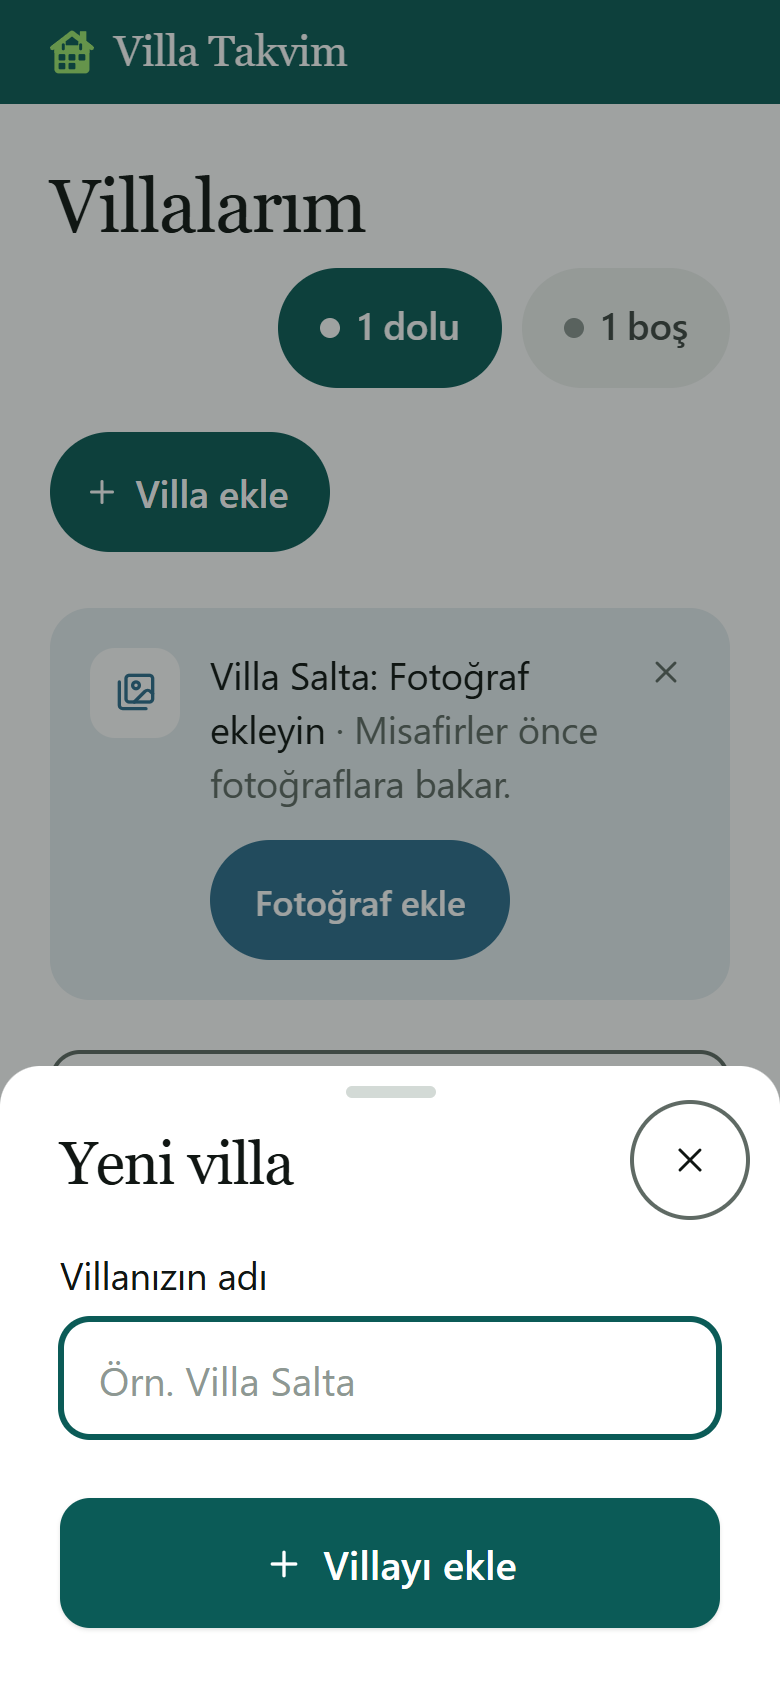 Villa Takvim
Villalarım
1 dolu
1 boş
Villa ekle
Villa Salta: Fotoğraf
ekleyin · Misafirler önce
fotoğraflara bakar.
Fotoğraf ekle
Yeni villa
Villanızın adı
Örn. Villa Salta
Villayı ekle